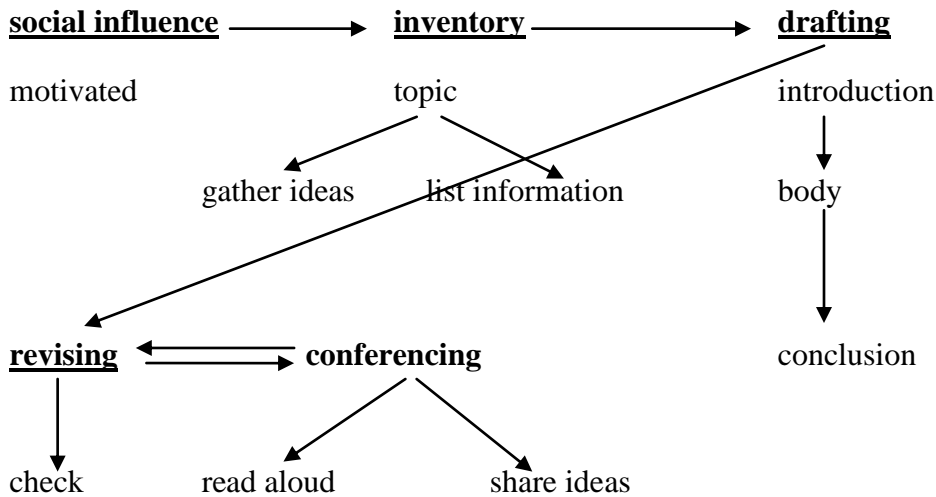 social influence inventory drafting
motivated topic introduction
gather ideas list information body
revising conferencing conclusion
check read aloud share ideas